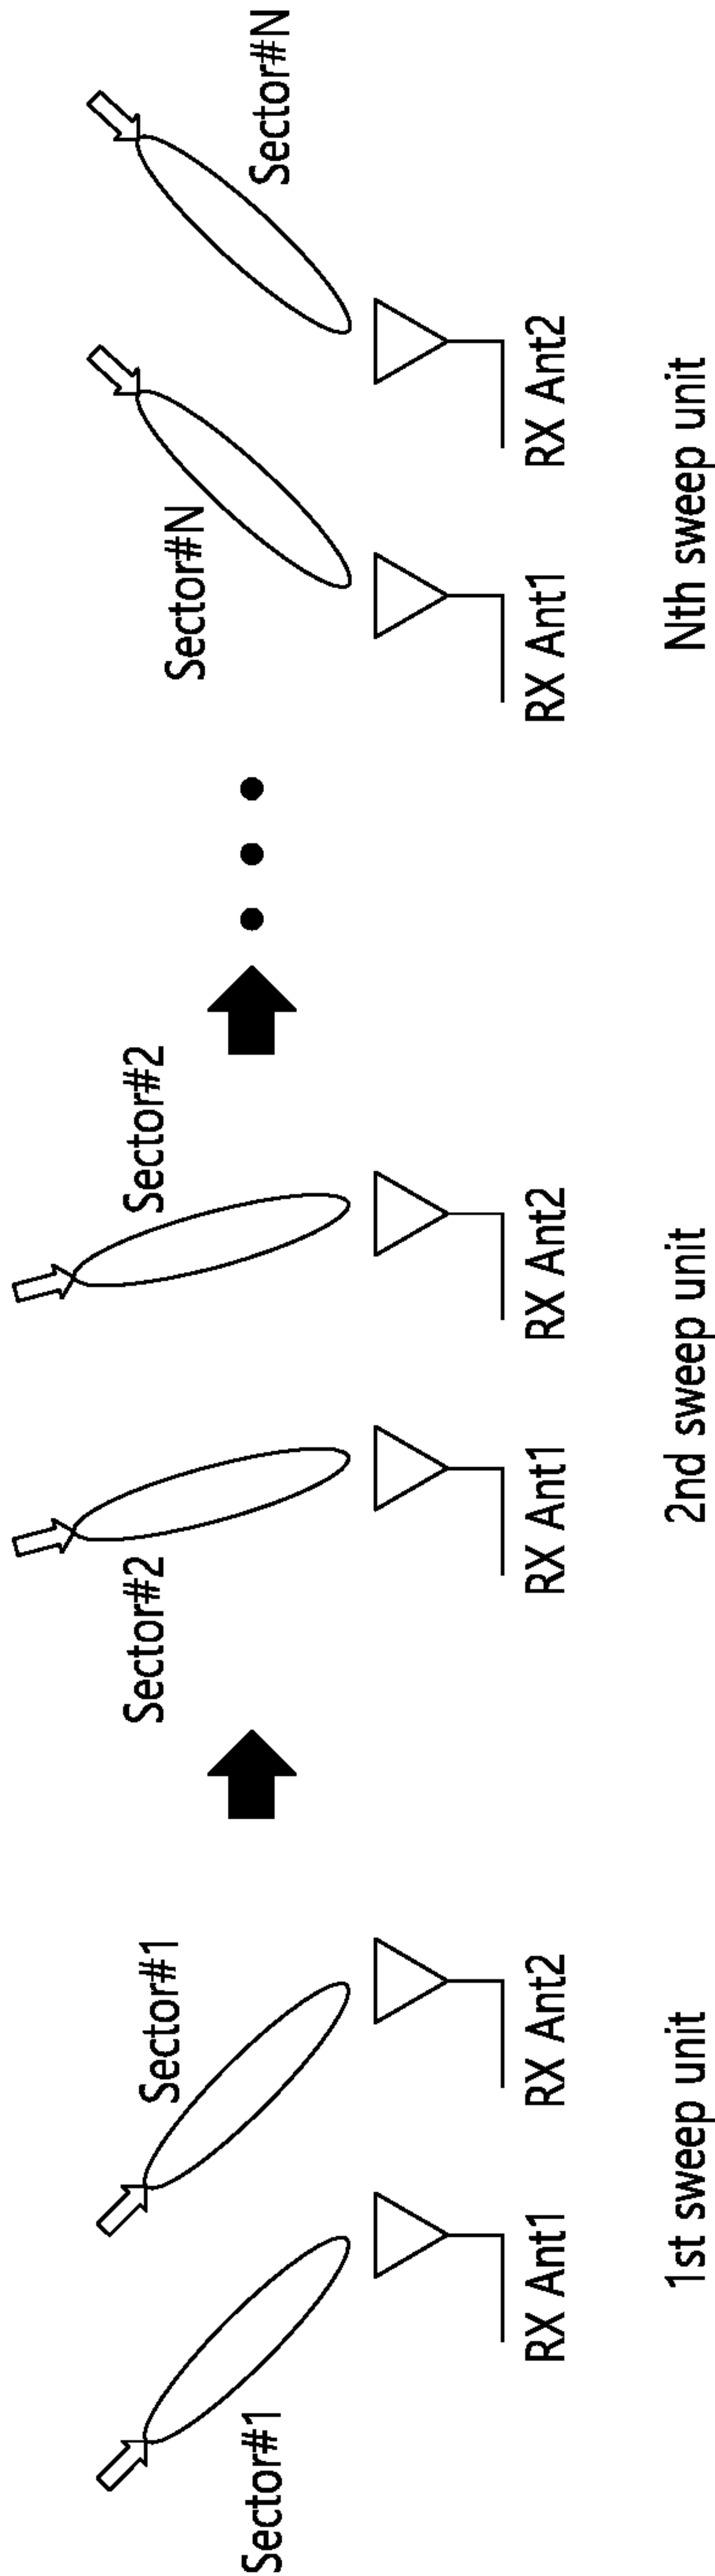 Sector#1
Sector#1
RX Ant1
RX Ant2
1st sweep unit
Sector#2
Sector#2
RX Ant1
RX Ant2
2nd sweep unit
Sector#N
Sector#N
RX Ant1
RX Ant2
Nth sweep unit